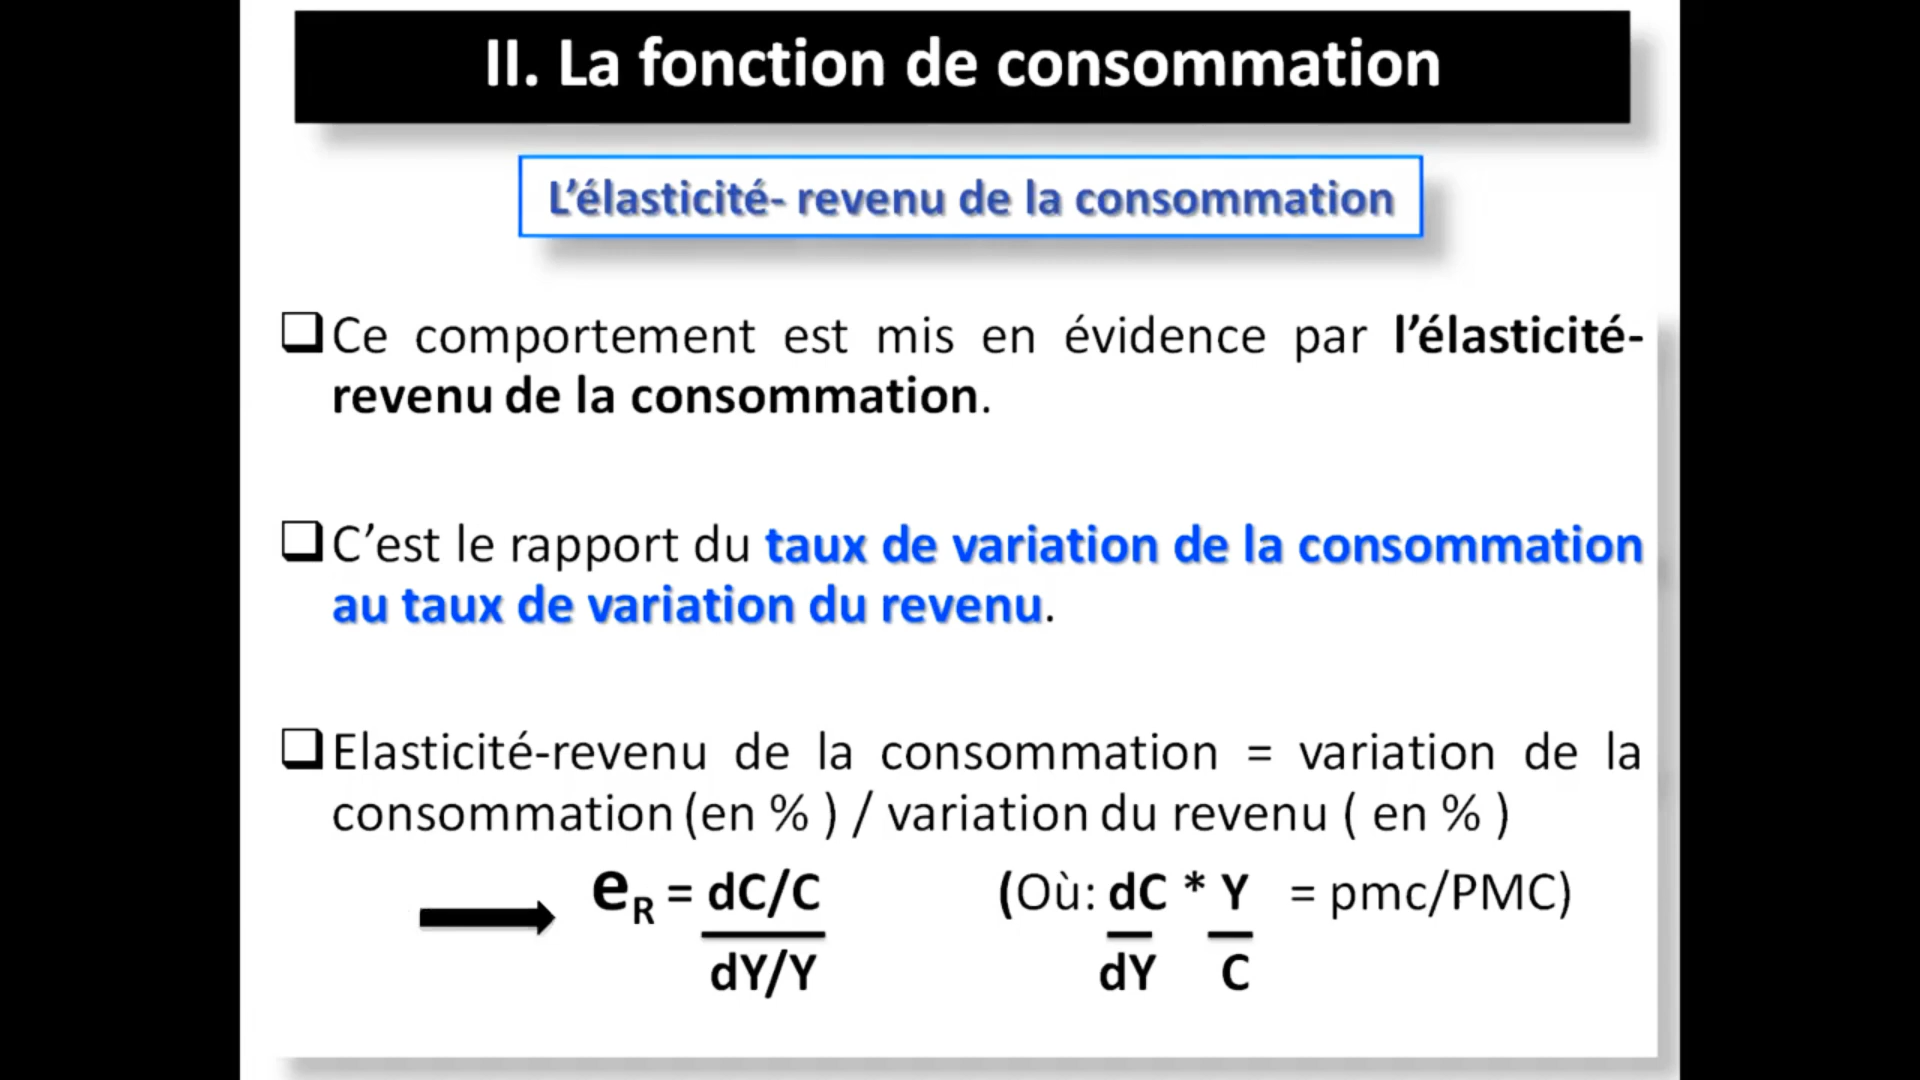 II. La fonction de consommation
L’élasticité- revenu de la consommation
❑Ce comportement est mis en évidence par l’élasticité-
revenu de la consommation.
❑C’est le rapport du taux de variation de la consommation
au taux de variation du revenu.
❑Elasticité-revenu de la consommation = variation de la
consommation (en % ) / variation du revenu ( en % )
eR = dC/C (Où: dC * Y = pmc/PMC)
dY/Y dY C